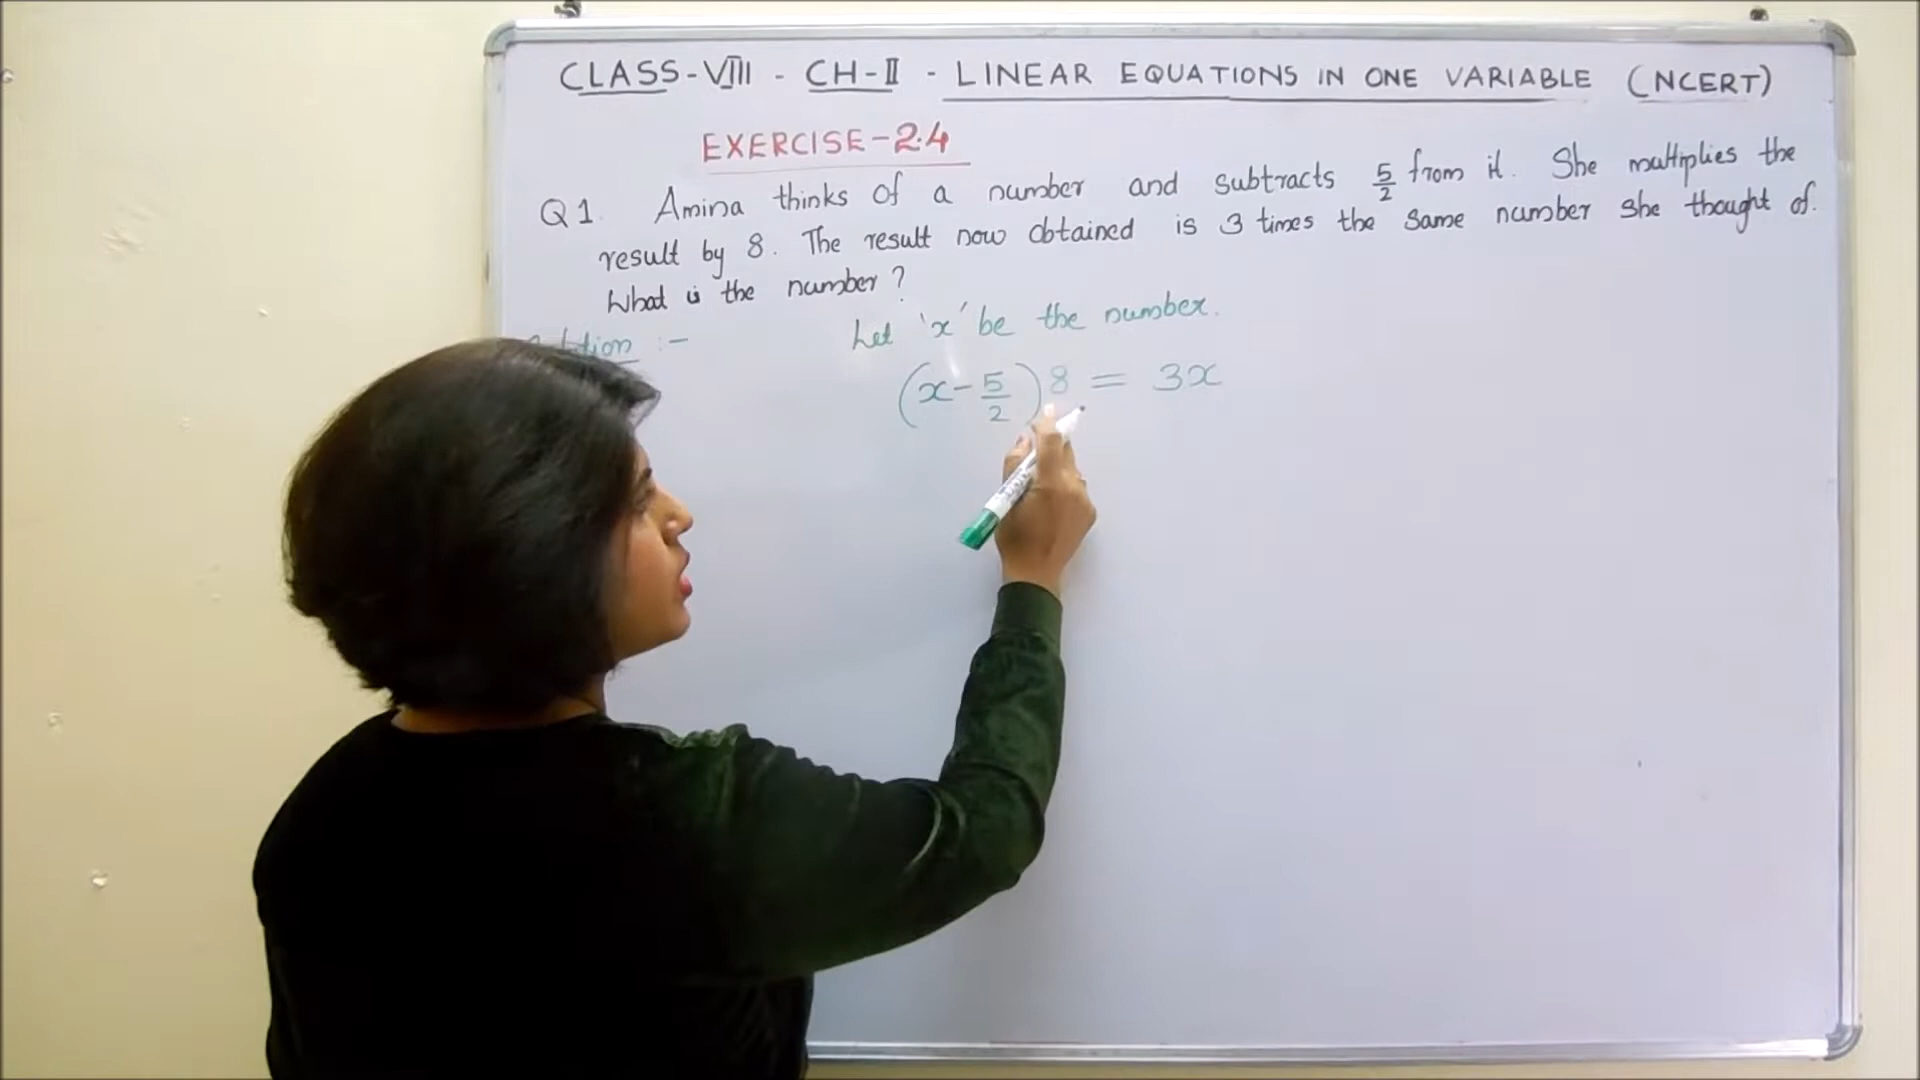 CLASS-VIII - CH-II - LINEAR EQUATIONS IN ONE VARIABLE (NCERT)
EXERCISE-2.4
Q1. Amina thinks of a number and subtracts 5/2 from it. She multiplies the
result by 8. The result now obtained is 3 times the same number she thought of.
What is the number?
Solution :-
Let 'x' be the number.
(x - 5/2) 8 = 3x